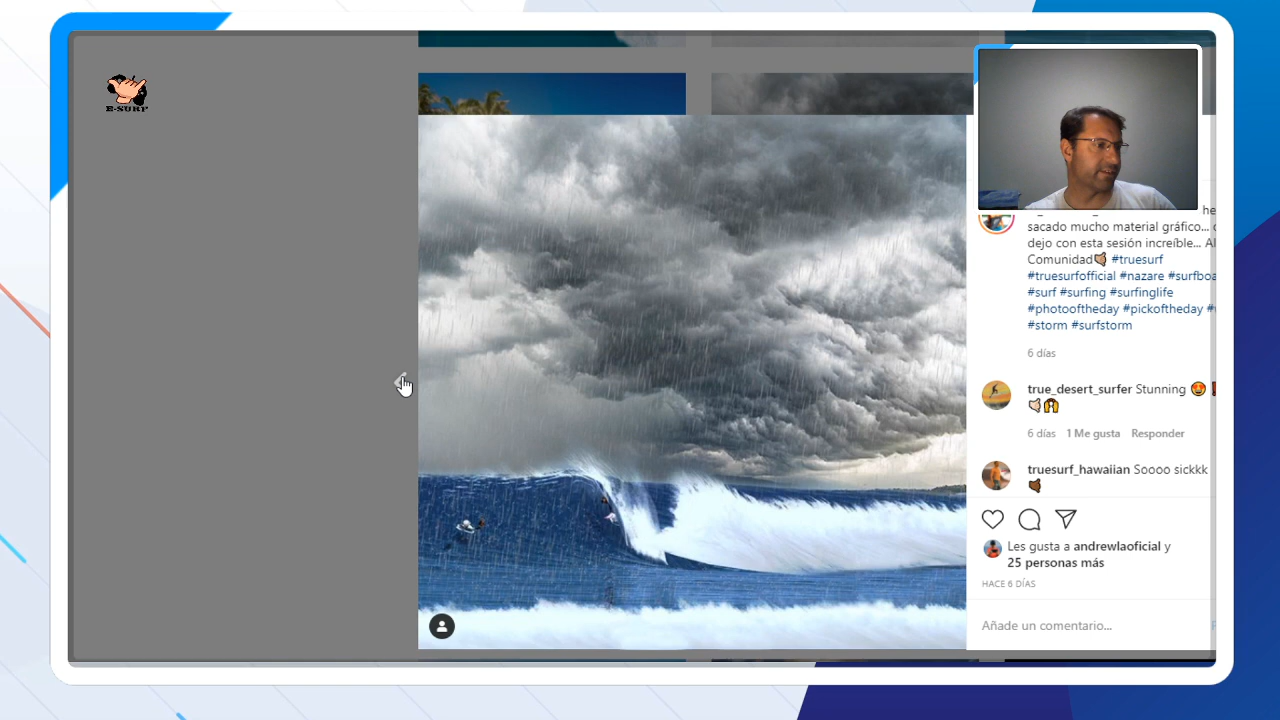 E-SURF
he
sacado mucho material gráfico...
dejo con esta sesión increíble...
Comunidad #truesurf
#truesurfofficial #nazare #surfboa
#surf #surfing #surfinglife
#photooftheday #pickoftheday
#storm #surfstorm
6 días
true_desert_surfer Stunning
6 días 1 Me gusta Responder
truesurf_hawaiian Soooo sickkk
Les gusta a andrewlaoficial y
25 personas más
HACE 6 DÍAS
Añade un comentario...